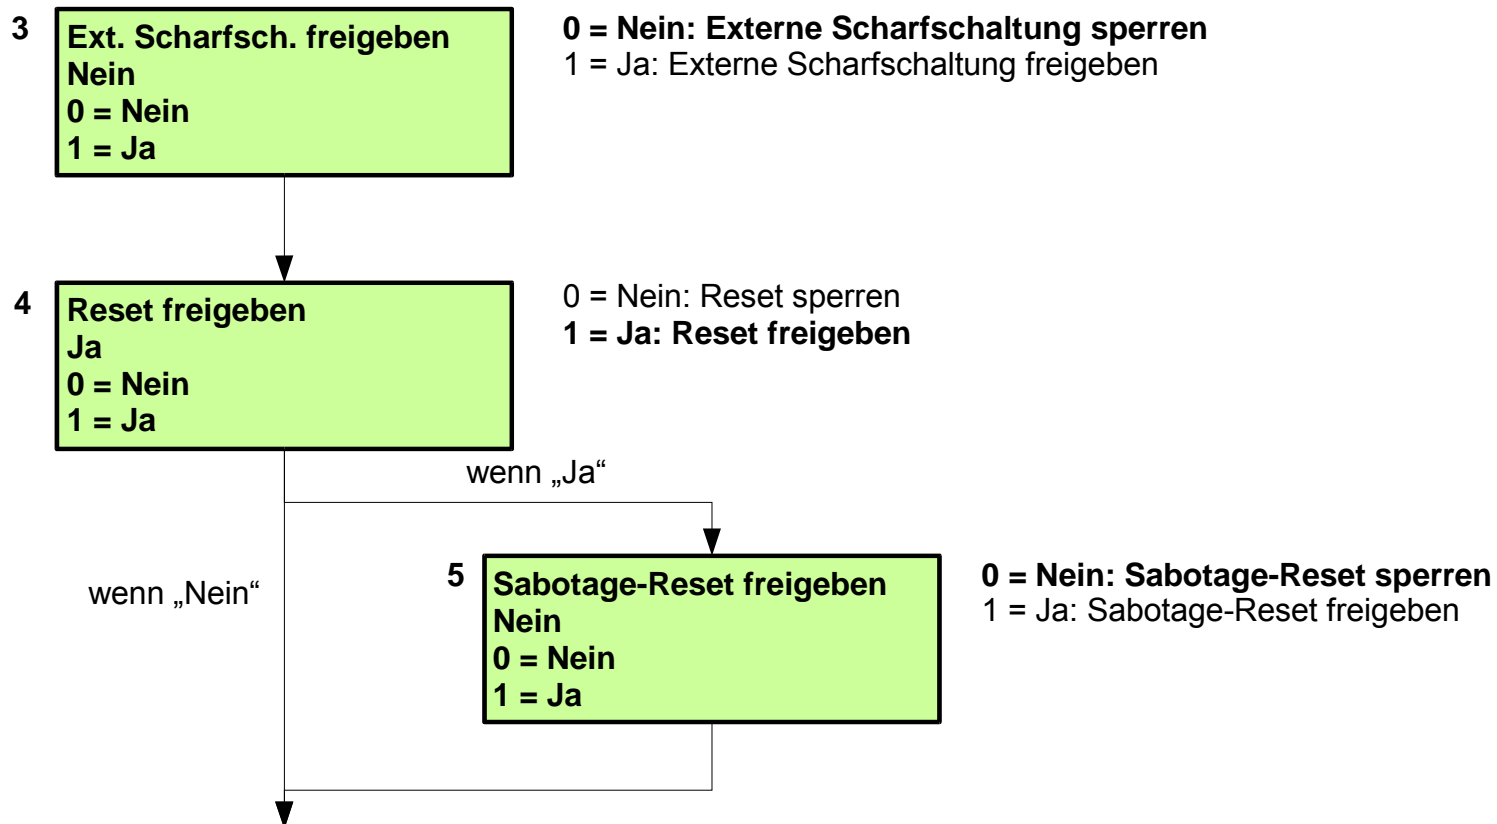 3
Ext. Scharfsch. freigeben
Nein
0 = Nein
1 = Ja
0 = Nein: Externe Scharfschaltung sperren
1 = Ja: Externe Scharfschaltung freigeben
4
Reset freigeben
Ja
0 = Nein
1 = Ja
0 = Nein: Reset sperren
1 = Ja: Reset freigeben
wenn „Ja“
wenn „Nein“
5
Sabotage-Reset freigeben
Nein
0 = Nein
1 = Ja
0 = Nein: Sabotage-Reset sperren
1 = Ja: Sabotage-Reset freigeben